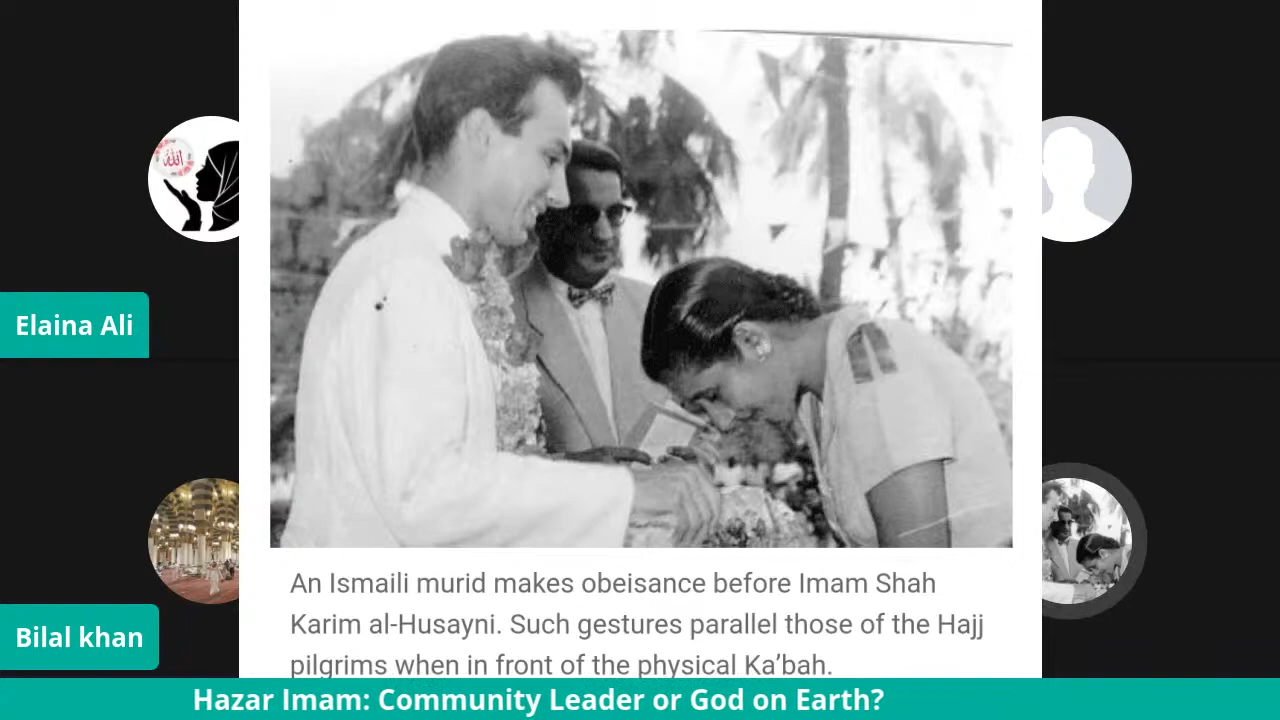 الله
Elaina Ali
An Ismaili murid makes obeisance before Imam Shah
Karim al-Husayni. Such gestures parallel those of the Hajj
pilgrims when in front of the physical Ka’bah.
Bilal khan
Hazar Imam: Community Leader or God on Earth?